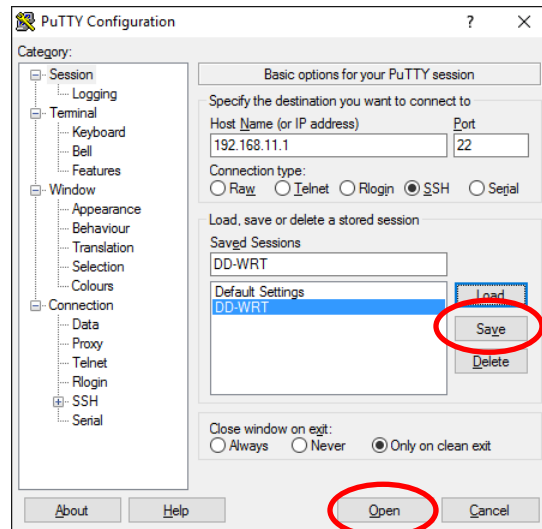 PuTTY Configuration
? ×
Category:
Session
Logging
Terminal
Keyboard
Bell
Features
Window
Appearance
Behaviour
Translation
Selection
Colours
Connection
Data
Proxy
Telnet
Rlogin
SSH
Serial
Basic options for your PuTTY session
Specify the destination you want to connect to
Host Name (or IP address) Port
192.168.11.1 22
Connection type:
Raw Telnet Rlogin SSH Serial
Load, save or delete a stored session
Saved Sessions
DD-WRT
Default Settings
DD-WRT
Load
Save
Delete
Close window on exit:
Always Never Only on clean exit
About Help Open Cancel